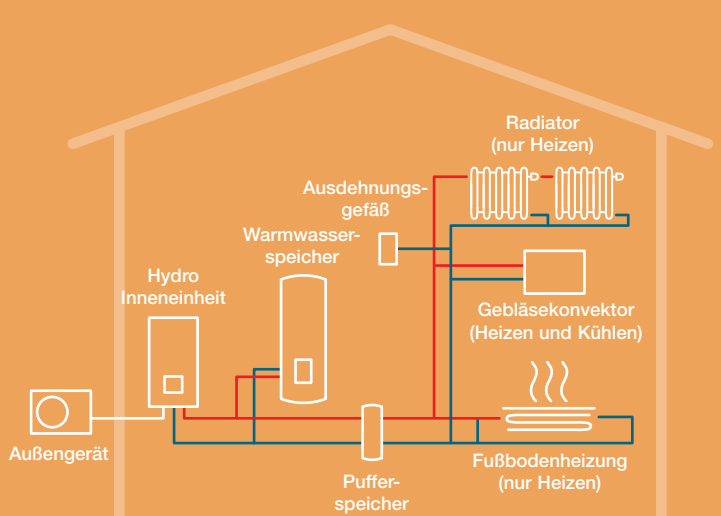 Radiator
(nur Heizen)
Ausdehnungs-
gefäß
Warmwasser-
speicher
Hydro
Inneneinheit
Gebläsekonvektor
(Heizen und Kühlen)
Außengerät
Fußbodenheizung
(nur Heizen)
Puffer-
speicher